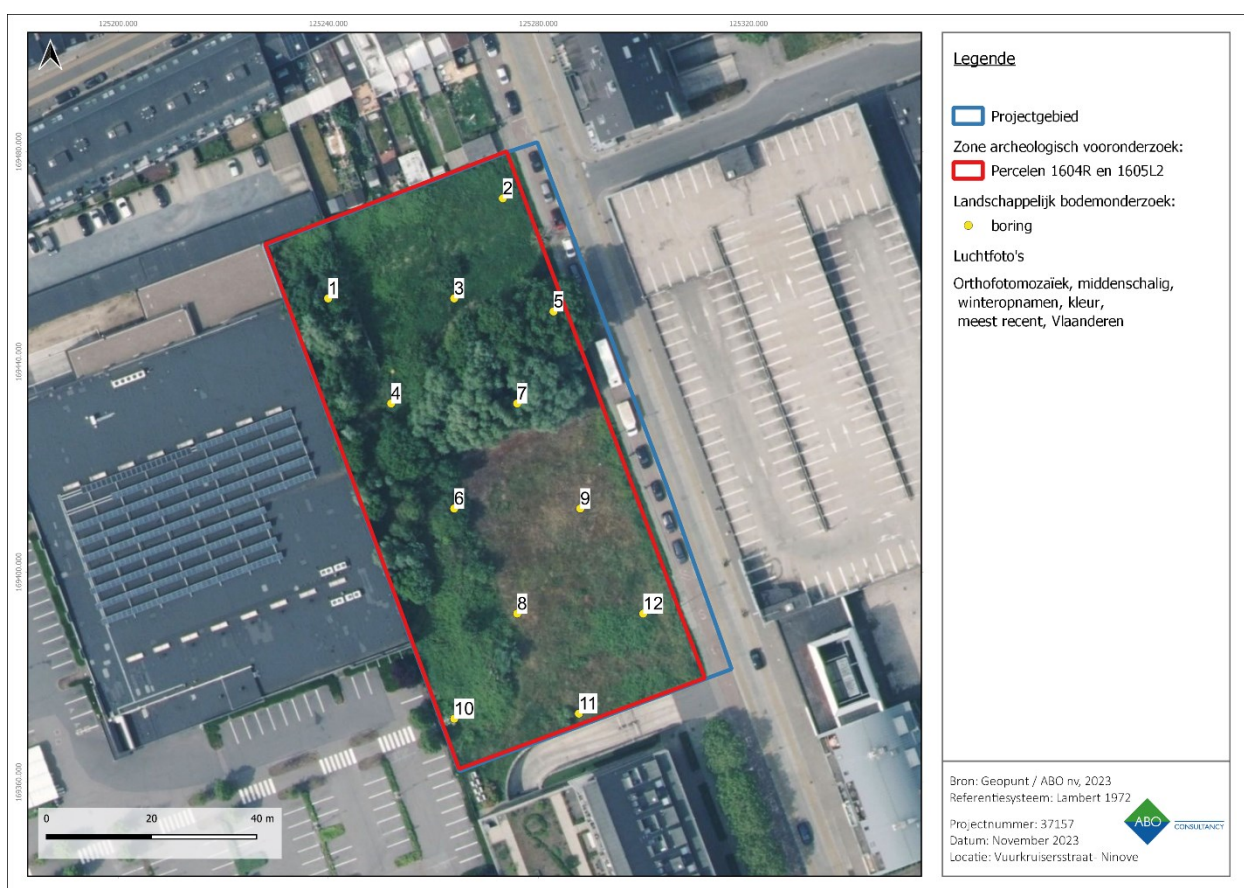 125200.000
125240.000
125280.000
125320.000
169480.000
169440.000
169400.000
169360.000
2
1
3
5
4
7
6
9
8
12
10
11
0
20
40 m
Legende
Projectgebied
Zone archeologisch vooronderzoek:
Percelen 1604R en 1605L2
Landschappelijk bodemonderzoek:
boring
Luchtfoto's
Orthofotomozaïek, middenschalig,
winteropnamen, kleur,
meest recent, Vlaanderen
Bron: Geopunt / ABO nv, 2023
Referentiesysteem: Lambert 1972
Projectnummer: 37157
Datum: November 2023
Locatie: Vuurkruisersstraat- Ninove
ABO
CONSULTANCY